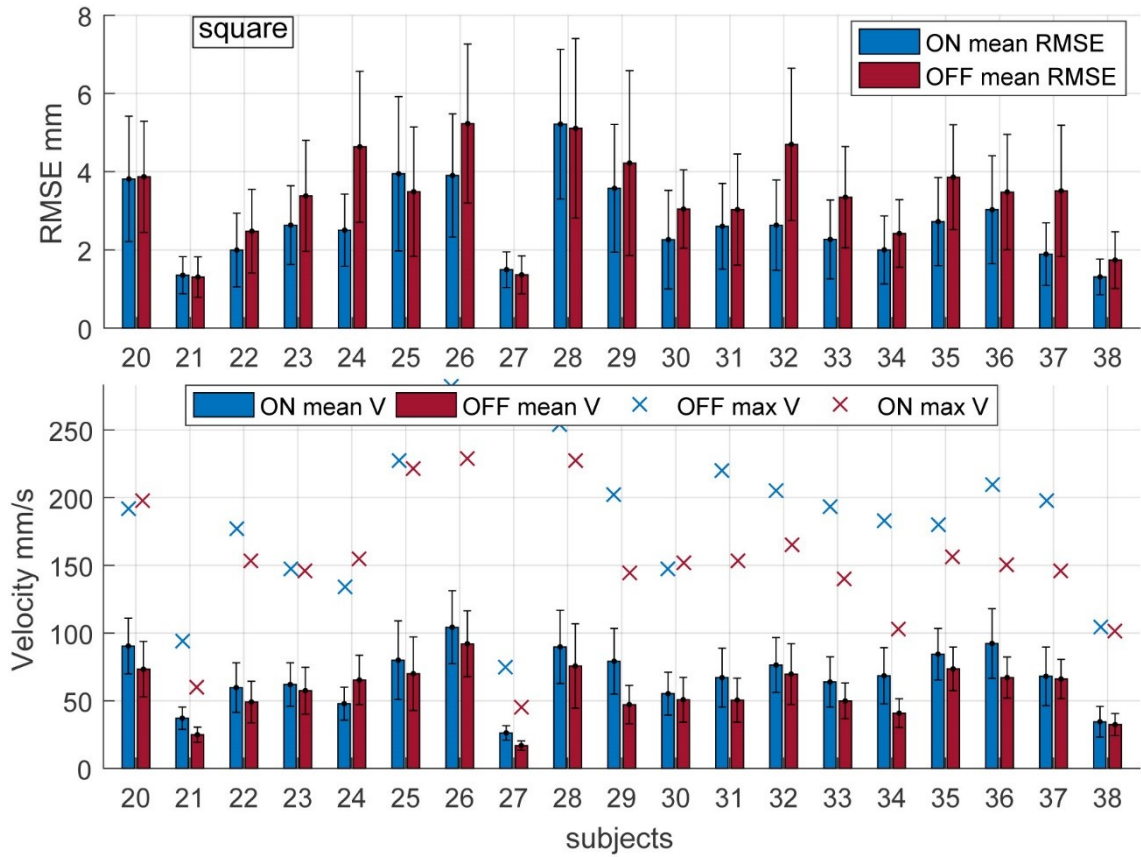 square
ON mean RMSE
OFF mean RMSE
RMSE mm
8
6
4
2
0
20 21 22 23 24 25 26 27 28 29 30 31 32 33 34 35 36 37 38
ON mean V OFF mean V OFF max V ON max V
Velocity mm/s
250
200
150
100
50
0
20 21 22 23 24 25 26 27 28 29 30 31 32 33 34 35 36 37 38
subjects